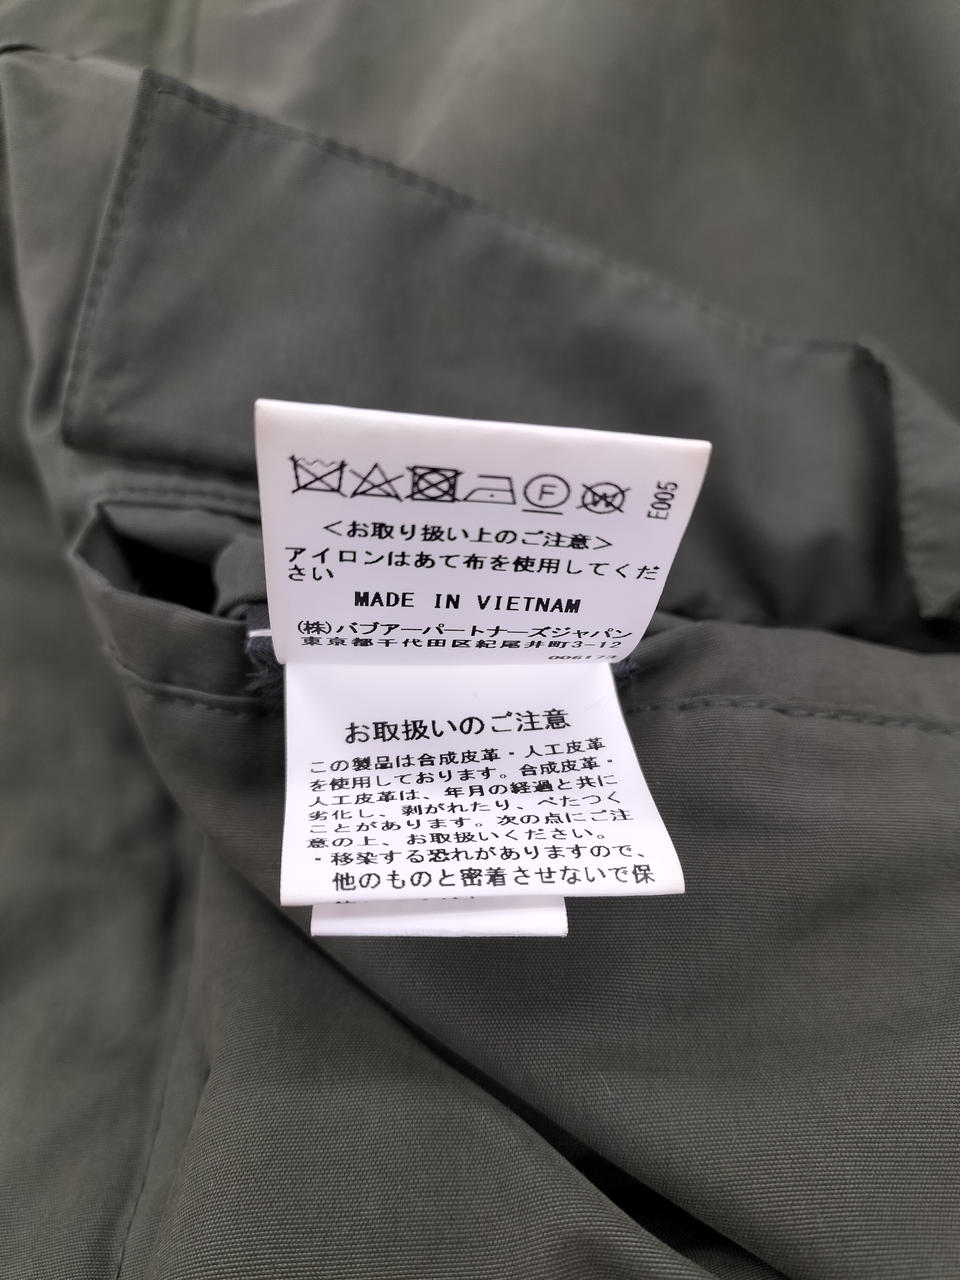 F
W
E005
<お取り扱い上のご注意>
アイロンはあて布を使用してくだ
さい
MADE IN VIETNAM
(株)バブアーパートナーズジャパン
東京都千代田区紀尾井町3-12
006173
お取扱いのご注意
この製品は合成皮革・人工皮革
を使用しております。合成皮革・
人工皮革は、年月の経過と共に
劣化し、剥がれたり、べたつく
ことがあります。次の点にご注
意の上、お取扱いください。
・移染する恐れがありますので、
他のものと密着させないで保